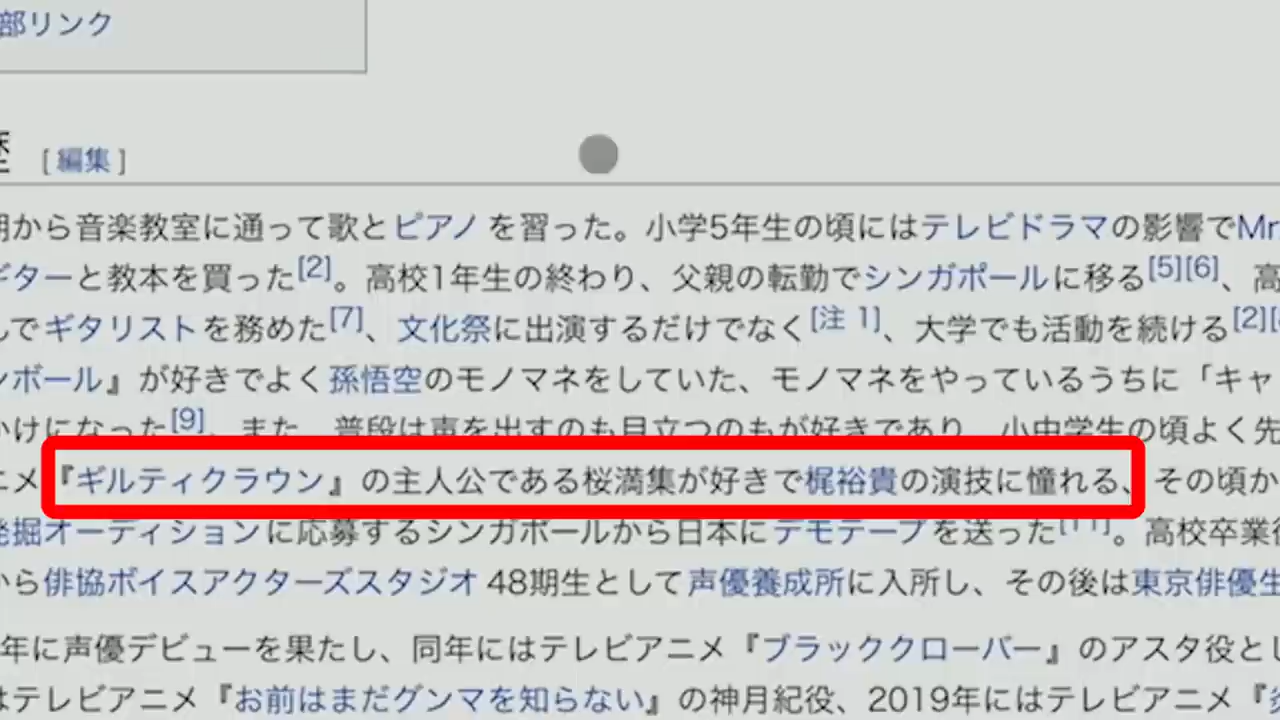 部リンク
歴 [編集]
期から音楽教室に通って歌とピアノを習った。小学5年生の頃にはテレビドラマの影響でMr
ギターと教本を買った[2]。高校1年生の終わり、父親の転勤でシンガポールに移る[5][6]、高
んでギタリストを務めた[7]、文化祭に出演するだけでなく[注 1]、大学でも活動を続ける[2]
ンボール』が好きでよく孫悟空のモノマネをしていた、モノマネをやっているうちに「キャ
かけになった[9]、また、普段は声を出すのも目立つのもが好きであり、小中学生の頃よく先
ニメ『ギルティクラウン』の主人公である桜満集が好きで梶裕貴の演技に憧れる、その頃か
発掘オーディションに応募するシンガポールから日本にデモテープを送った[11]。高校卒業後
から俳協ボイスアクターズスタジオ 48期生として声優養成所に入所し、その後は東京俳優生
年に声優デビューを果たし、同年にはテレビアニメ『ブラッククローバー』のアスタ役とし
はテレビアニメ『お前はまだグンマを知らない』の神月紀役、2019年にはテレビアニメ『炎